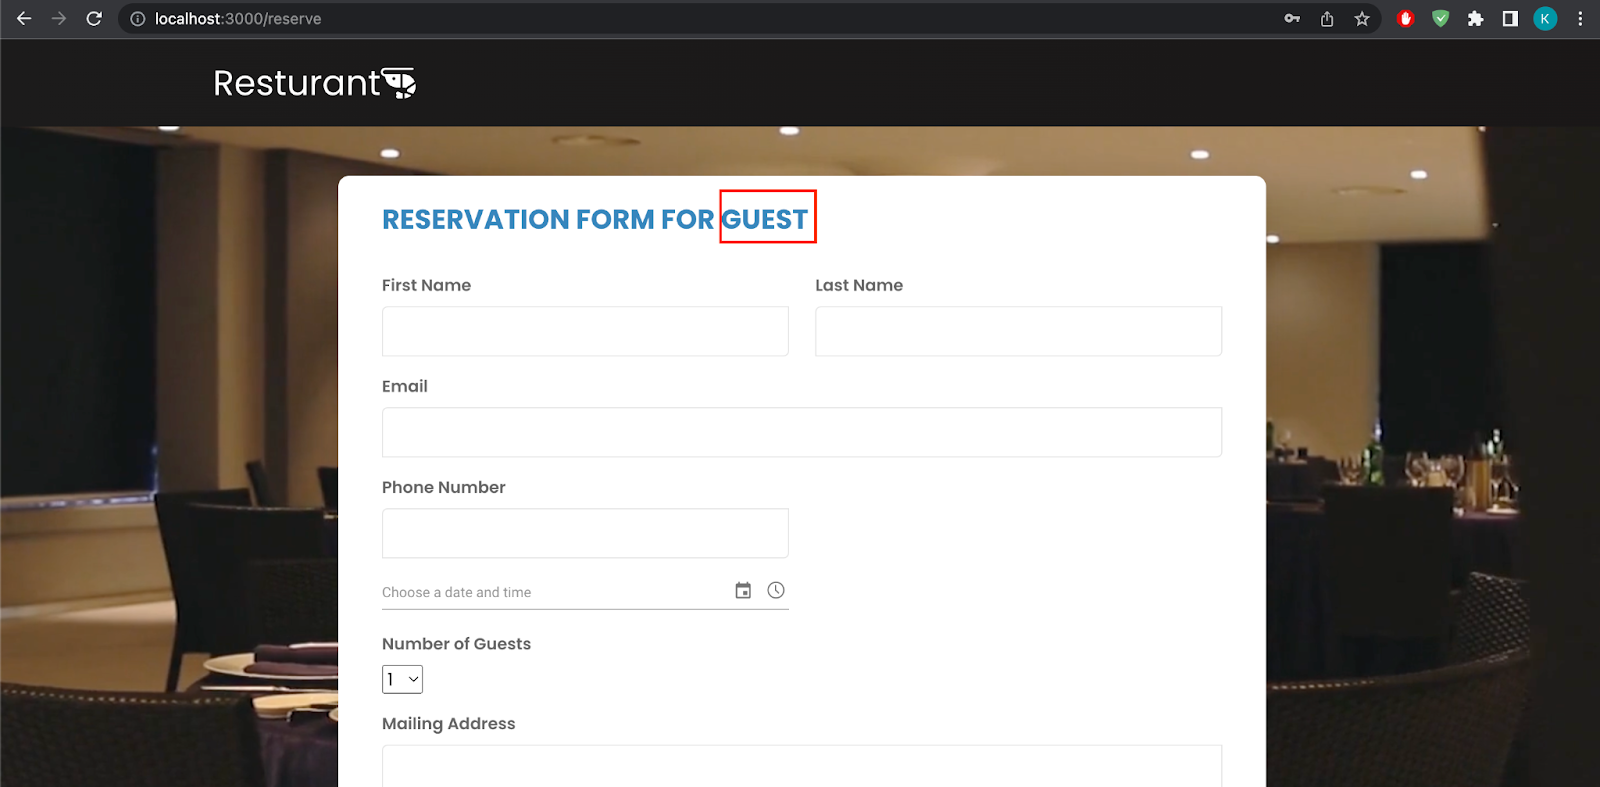 localhost:3000/reserve
K
Resturant
RESERVATION FORM FOR GUEST
First Name
Last Name
Email
Phone Number
Choose a date and time
Number of Guests
1
Mailing Address